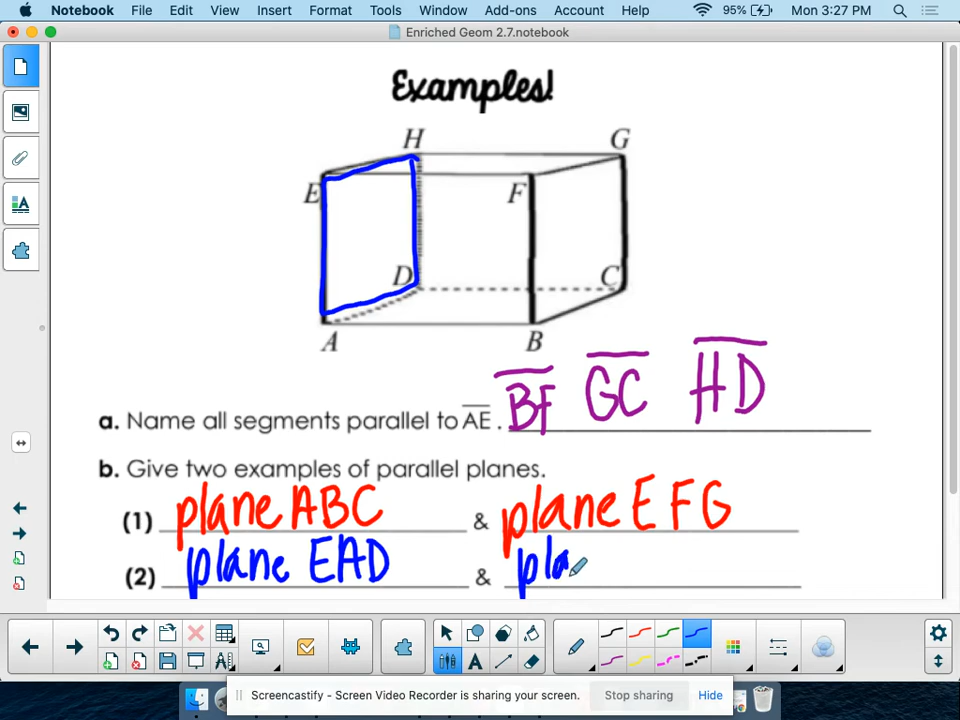 Notebook File Edit View Insert Format Tools Window Add-ons Account Help 95% Mon 3:27 PM
Enriched Geom 2.7.notebook
Examples!
H G
E F
D C
A B
BF GC HD
a. Name all segments parallel to AE.
b. Give two examples of parallel planes.
(1) plane ABC & plane EFG
(2) plane EAD & pla
Screencastify - Screen Video Recorder is sharing your screen. Stop sharing Hide